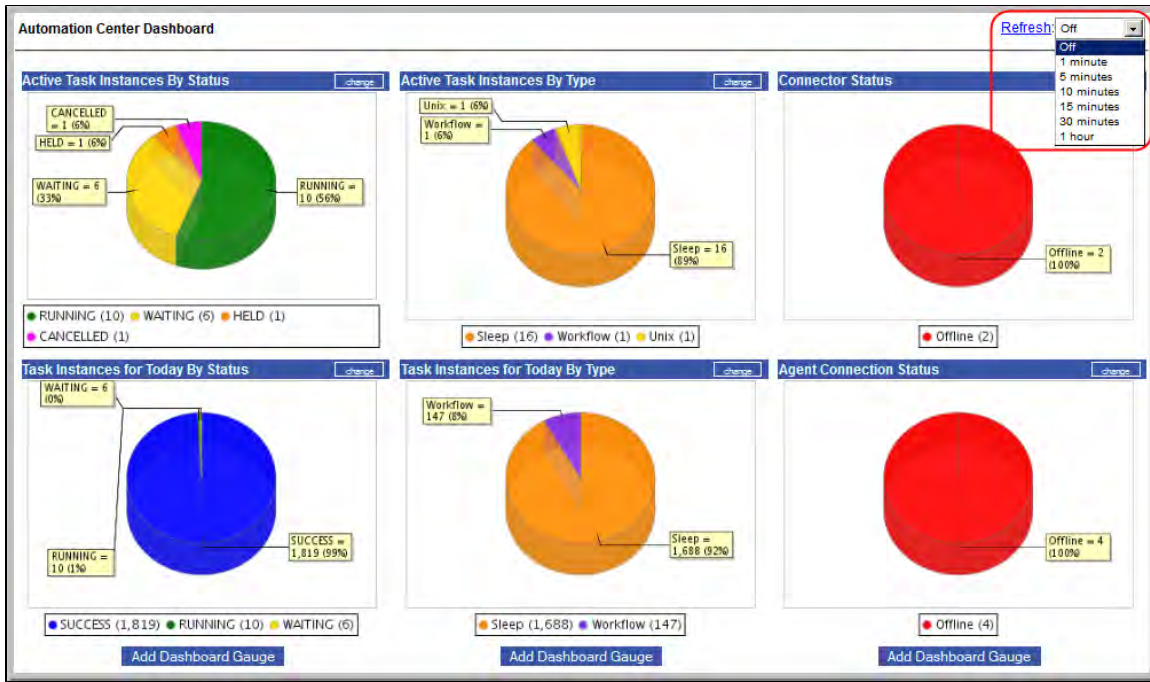 Automation Center Dashboard
Refresh: Off
Off
1 minute
5 minutes
10 minutes
15 minutes
30 minutes
1 hour
Active Task Instances By Status
change
CANCELLED
= 1 (6%)
HELD = 1 (6%)
WAITING = 6
(33%)
RUNNING =
10 (56%)
RUNNING (10) WAITING (6) HELD (1)
CANCELLED (1)
Active Task Instances By Type
change
Unix = 1 (6%)
Workflow =
1 (6%)
Sleep = 16
(89%)
Sleep (16) Workflow (1) Unix (1)
Connector Status
Offline = 2
(100%)
Offline (2)
Task Instances for Today By Status
change
WAITING = 6
(0%)
RUNNING =
10 (1%)
SUCCESS =
1,819 (99%)
SUCCESS (1,819) RUNNING (10) WAITING (6)
Add Dashboard Gauge
Task Instances for Today By Type
change
Workflow =
147 (8%)
Sleep =
1,688 (92%)
Sleep (1,688) Workflow (147)
Add Dashboard Gauge
Agent Connection Status
change
Offline = 4
(100%)
Offline (4)
Add Dashboard Gauge